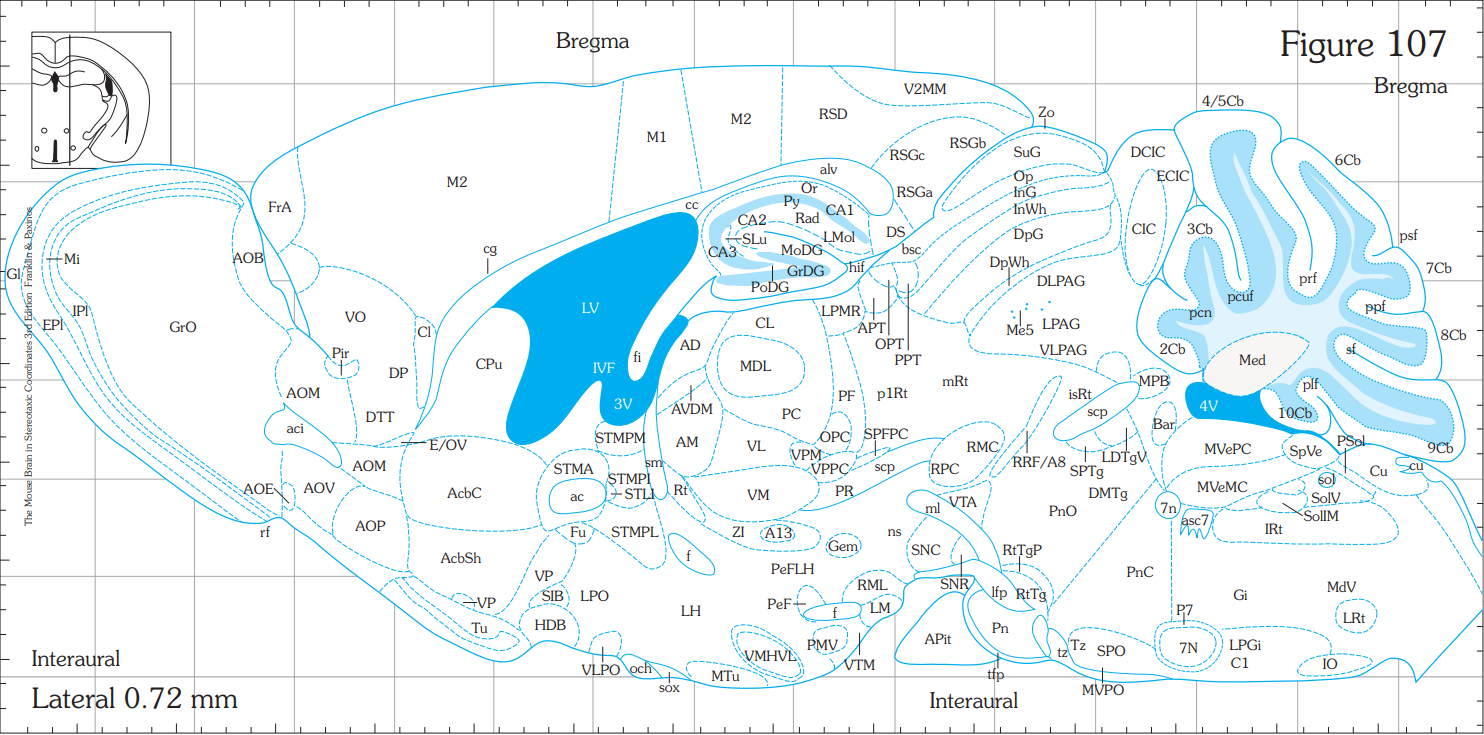 Bregma
Figure 107
Bregma
4/5Cb
V2MM
Zo
M2
RSD
M1
RSGb
SuG
DCIC
6Cb
RSGc
alv
Op
ECIC
M2
Or
RSGa
InG
FrA
cc
Py
CA1
InWh
CA2
Rad
3Cb
DS
DpG
CIC
psf
SLu
LMol
cg
CA3
MoDG
bsc
AOB
Mi
DpWh
7Cb
Gl
GrDG
hif
DLPAG
prf
PoDG
pcuf
IPl
LV
LPMR
pcn
ppf
EPl
GrO
VO
Cl
CL
APT
Me5
LPAG
8Cb
OPT
Pir
AD
VLPAG
2Cb
sf
CPu
fi
PPT
Med
DP
IVF
MDL
mRt
MPB
plf
AOM
3V
AVDM
PF
p1Rt
isRt
4V
10Cb
DTT
PC
scp
aci
STMPM
OPC
SPFPC
Bar
E/OV
AM
VL
RMC
MVePC
SpVe
PSol
9Cb
AOM
STMA
sm
VPM
VPPC
scp
RPC
RRF/A8
SPTg
LDTgV
Cu
cu
STMPI
AOE
AOV
AcbC
ac
STLI
Rt
VM
PR
VTA
DMTg
MVeMC
sol
SolV
AOP
ml
PnO
7n
asc7
SolIM
rf
Fu
STMPL
ZI
A13
ns
IRt
Gem
SNC
RtTgP
AcbSh
f
PeFLH
VP
SNR
PnC
SIB
LPO
RML
lfp
RtTg
Gi
MdV
VP
LH
PeF
f
LM
P7
LRt
Tu
HDB
Pn
APit
PMV
tz
Tz
SPO
7N
LPGi
VMHVL
VTM
C1
IO
VLPO
och
MTu
tfp
sox
MVPO
The Mouse Brain in Stereotaxic Coordinates 3rd Edition Franklin & Paxinos
Interaural
Lateral 0.72 mm
Interaural